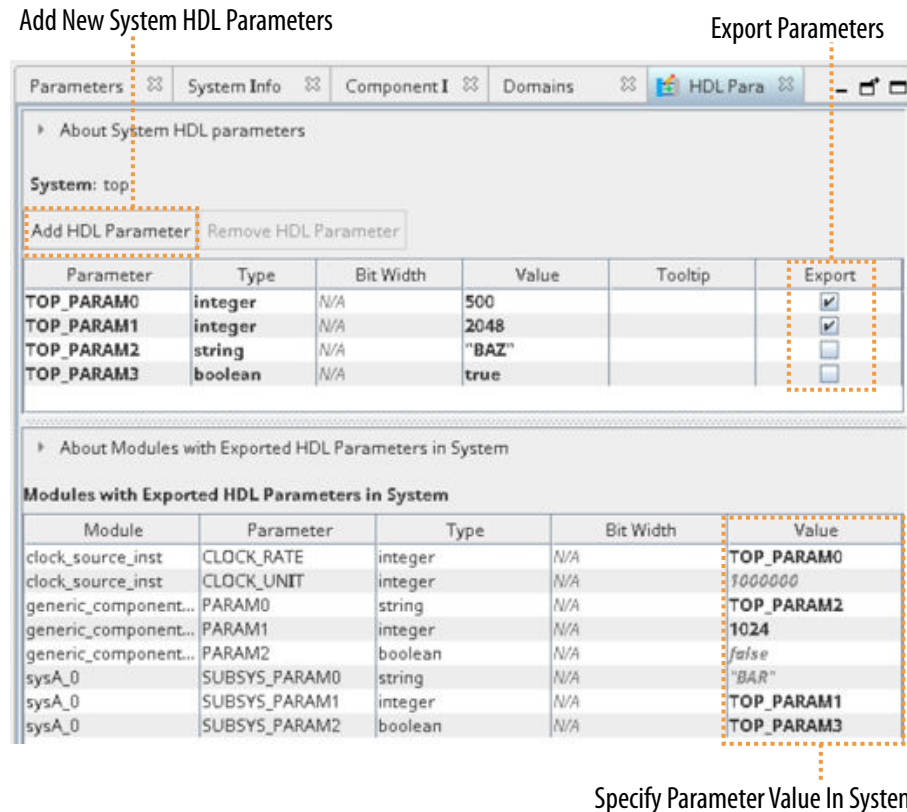 Add New System HDL Parameters
Export Parameters
Parameters System Info Component I Domains HDL Para
About System HDL parameters
System: top
Add HDL Parameter Remove HDL Parameter
Parameter Type Bit Width Value Tooltip Export
TOP_PARAM0 integer N/A 500
TOP_PARAM1 integer N/A 2048
TOP_PARAM2 string N/A "BAZ"
TOP_PARAM3 boolean N/A true
About Modules with Exported HDL Parameters in System
Modules with Exported HDL Parameters in System
Module Parameter Type Bit Width Value
clock_source_inst CLOCK_RATE integer N/A TOP_PARAM0
clock_source_inst CLOCK_UNIT integer N/A 1000000
generic_component... PARAM0 string N/A TOP_PARAM2
generic_component... PARAM1 integer N/A 1024
generic_component... PARAM2 boolean N/A false
sysA_0 SUBSYS_PARAM0 string N/A "BAR"
sysA_0 SUBSYS_PARAM1 integer N/A TOP_PARAM1
sysA_0 SUBSYS_PARAM2 boolean N/A TOP_PARAM3
Specify Parameter Value In System